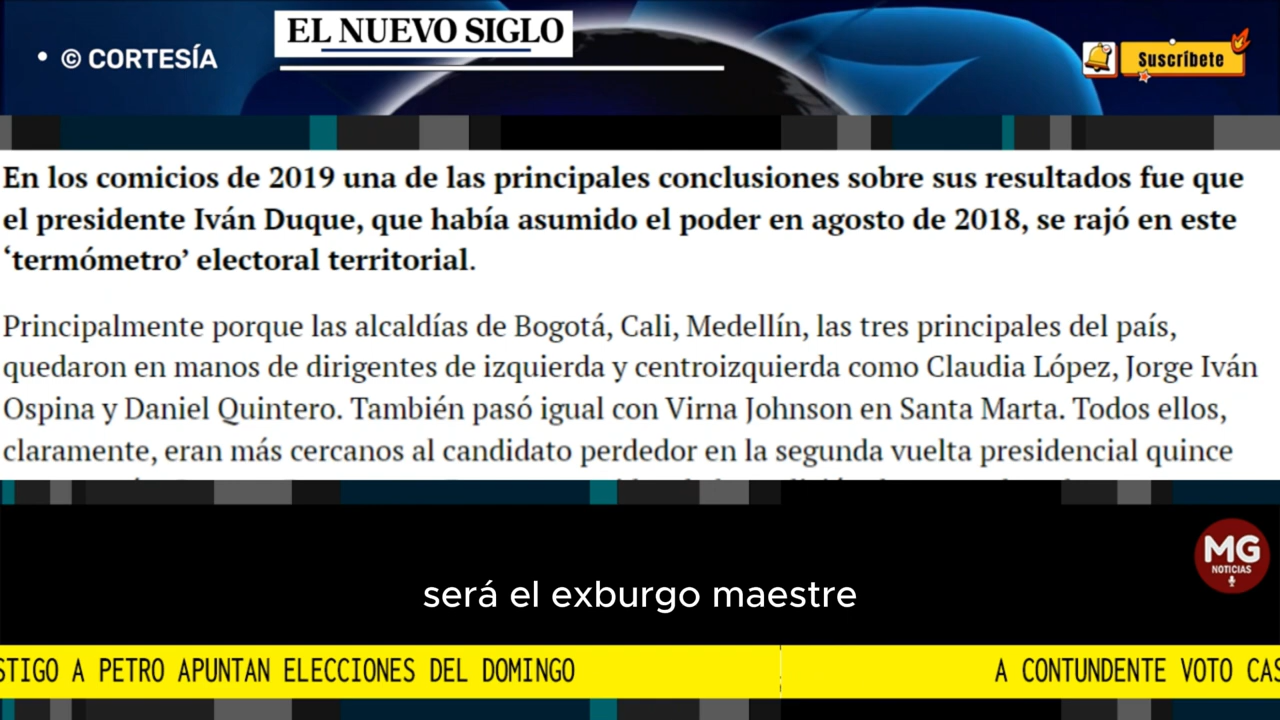 • © CORTESÍA
EL NUEVO SIGLO
Suscríbete
En los comicios de 2019 una de las principales conclusiones sobre sus resultados fue que
el presidente Iván Duque, que había asumido el poder en agosto de 2018, se rajó en este
‘termómetro’ electoral territorial.
Principalmente porque las alcaldías de Bogotá, Cali, Medellín, las tres principales del país,
quedaron en manos de dirigentes de izquierda y centroizquierda como Claudia López, Jorge Iván
Ospina y Daniel Quintero. También pasó igual con Virna Johnson en Santa Marta. Todos ellos,
claramente, eran más cercanos al candidato perdedor en la segunda vuelta presidencial quince
MG
NOTICIAS
será el exburgo maestre
STIGO A PETRO APUNTAN ELECCIONES DEL DOMINGO
A CONTUNDENTE VOTO CAS